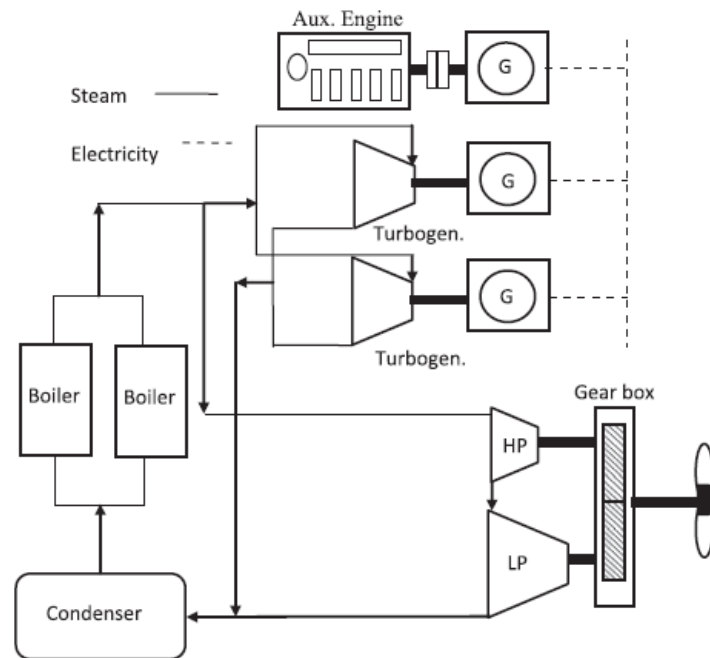 Aux. Engine
G
Steam
Electricity
G
Turbogen.
G
Turbogen.
Boiler
Boiler
Gear box
HP
LP
Condenser